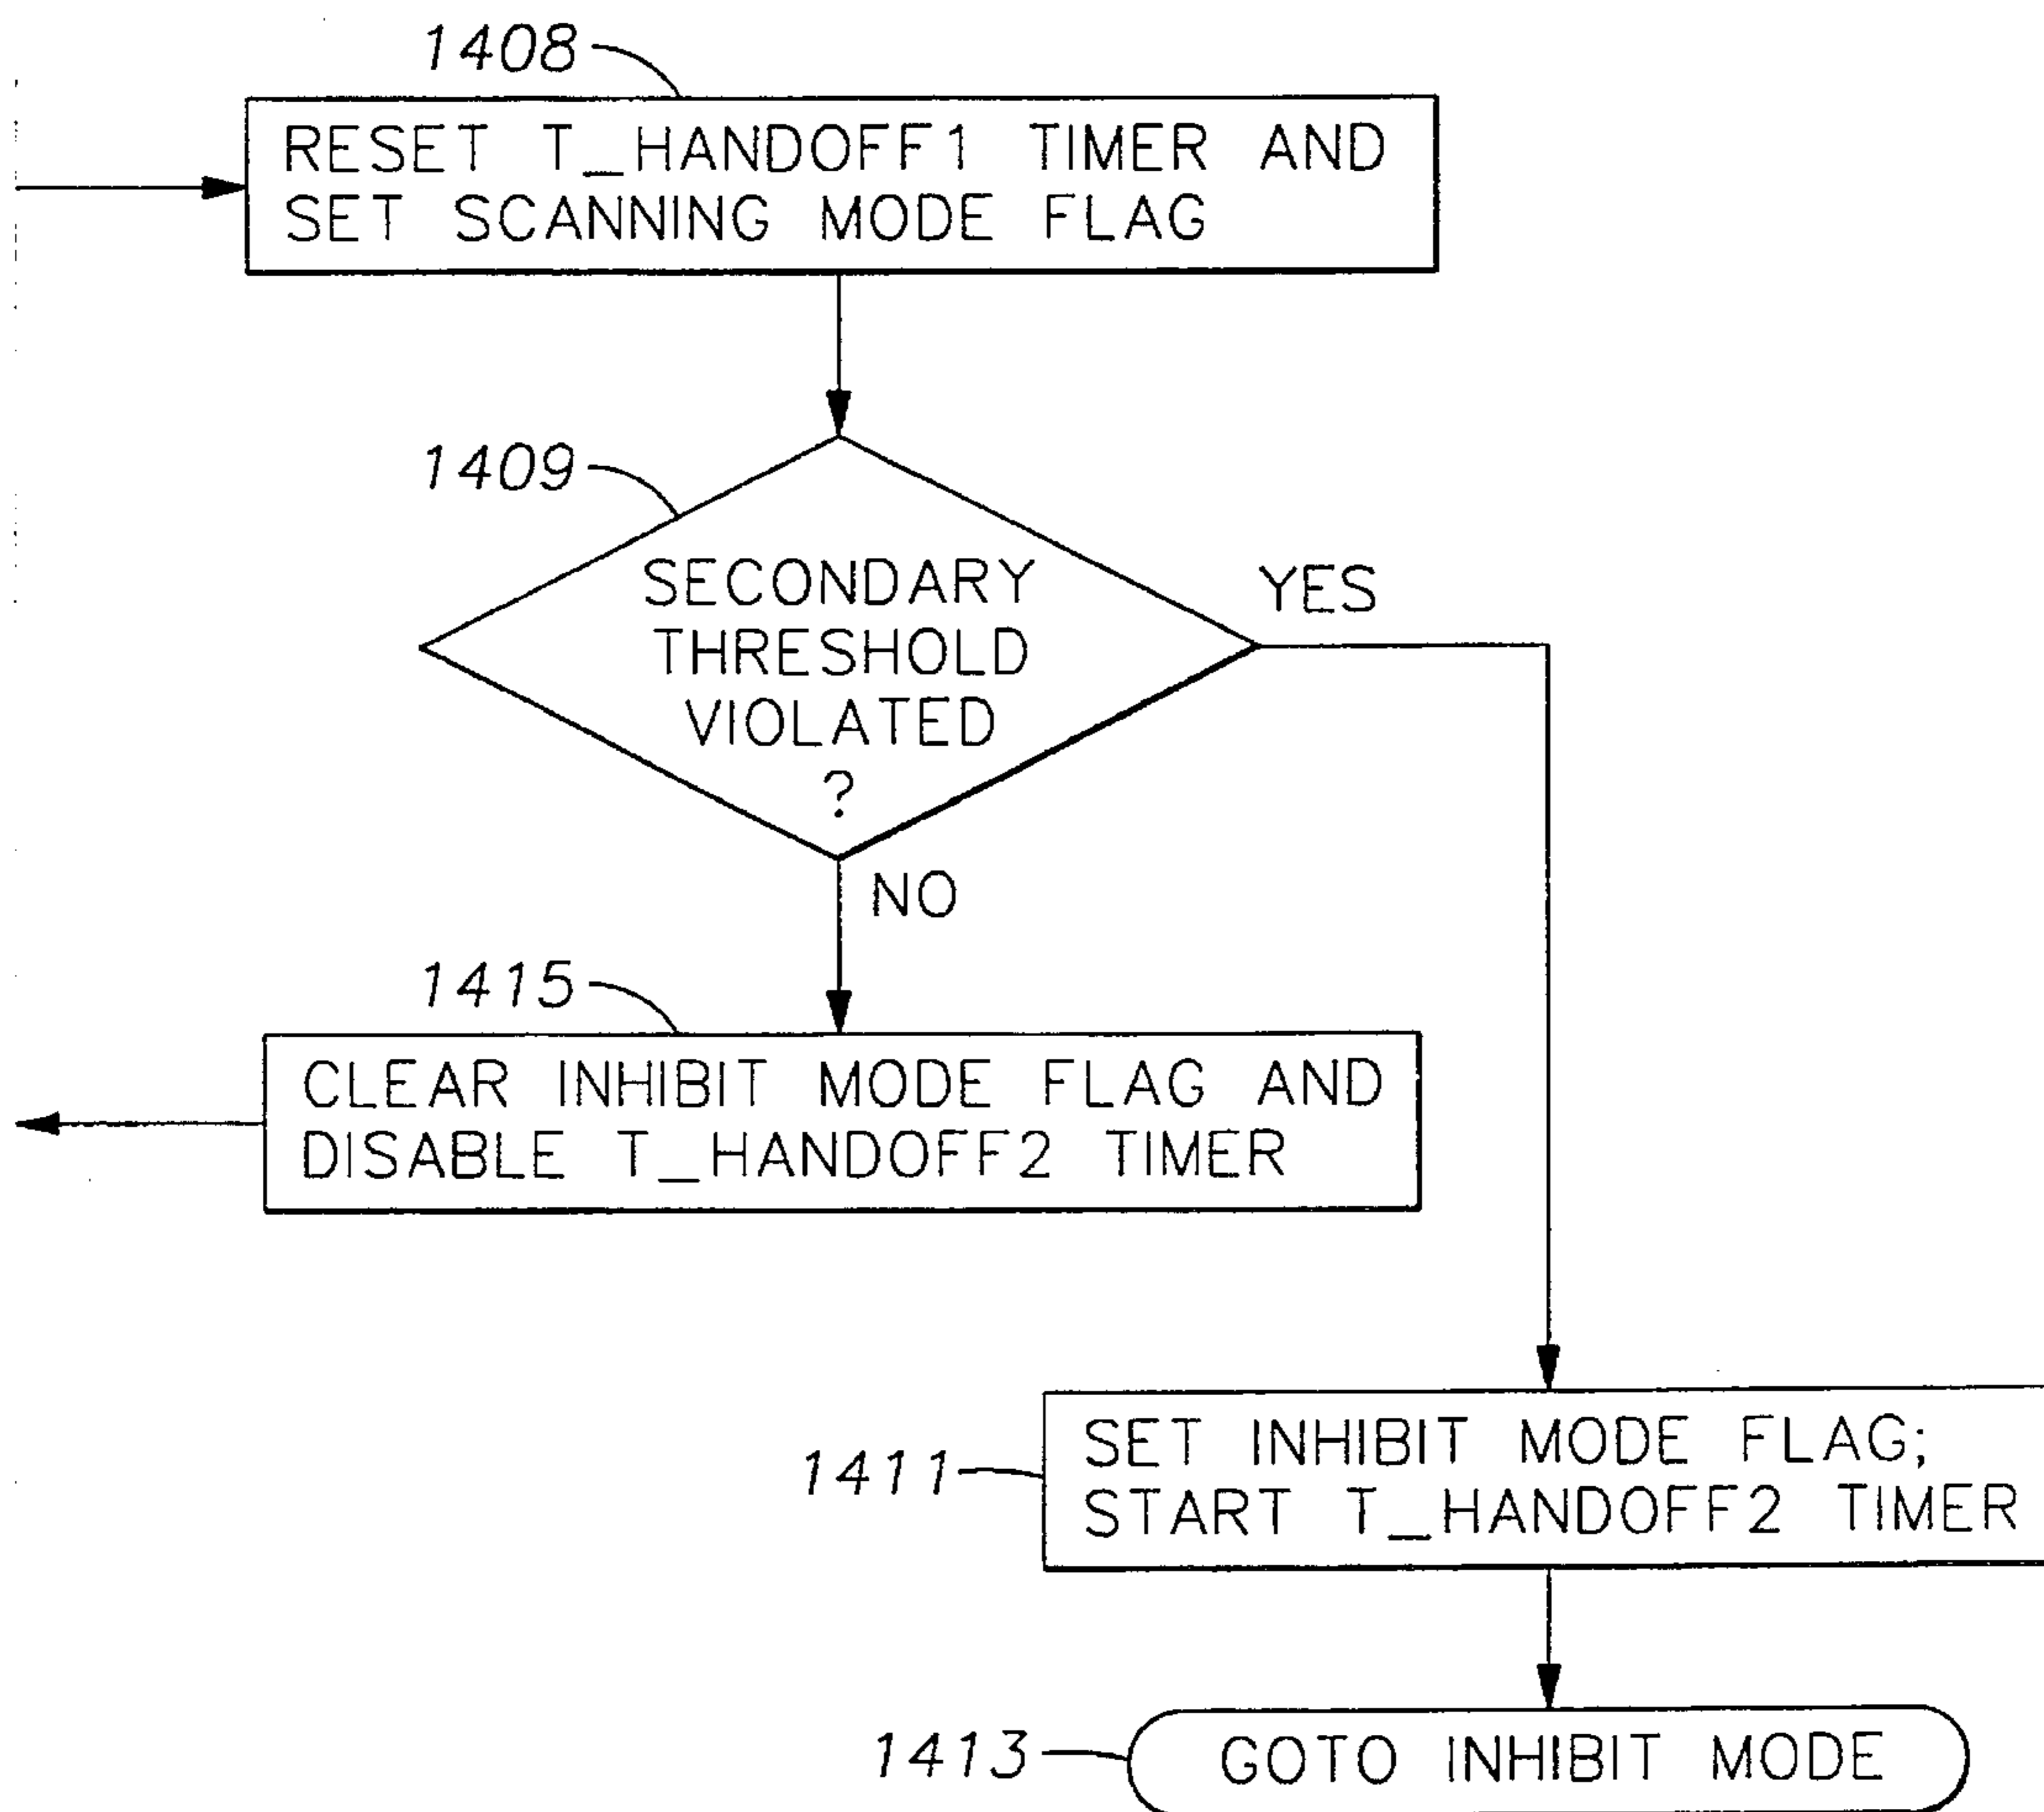 1408
RESET T_HANDOFF1 TIMER AND
SET SCANNING MODE FLAG
1409
SECONDARY
THRESHOLD
VIOLATED
?
YES
NO
1415
CLEAR INHIBIT MODE FLAG AND
DISABLE T_HANDOFF2 TIMER
1411
SET INHIBIT MODE FLAG;
START T_HANDOFF2 TIMER
1413
GOTO INHIBIT MODE